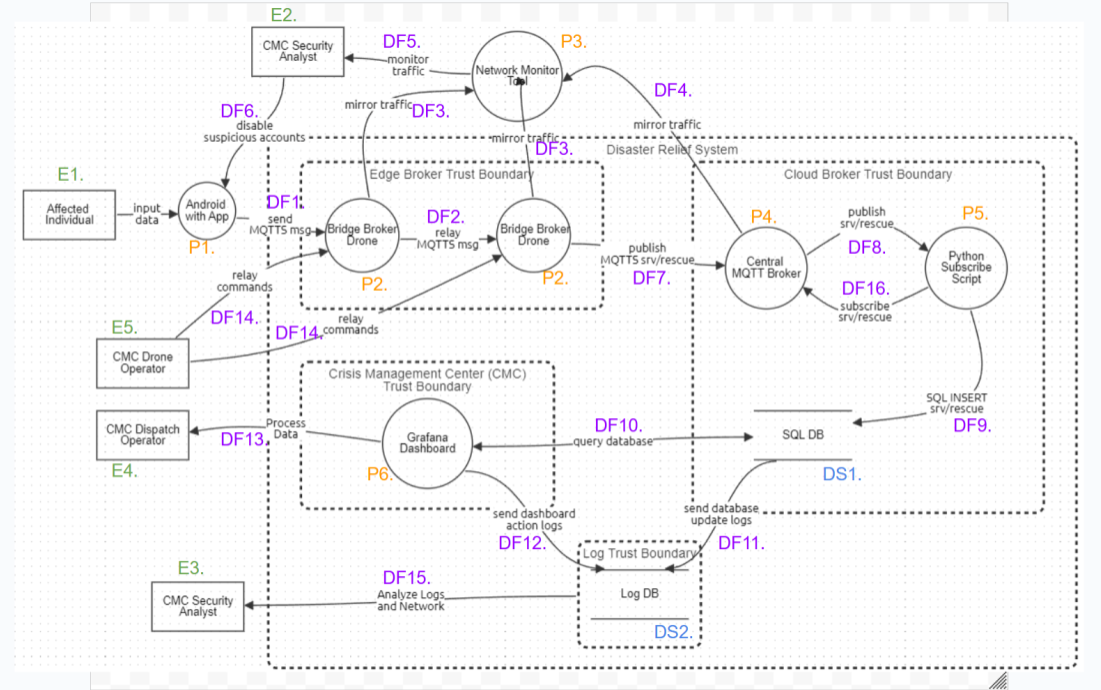 E2.
CMC Security
Analyst
DF5.
monitor
traffic
P3.
Network Monitor
Tool
mirror traffic
DF3.
DF4.
mirror traffic
DF6.
disable
suspicious accounts
mirror traffic
DF3.
Disaster Relief System
E1.
Affected
Individual
input
data
Android
with App
P1.
DF1.
send
MQTTS msg
Edge Broker Trust Boundary
Bridge Broker
Drone
P2.
DF2.
relay
MQTTS msg
Bridge Broker
Drone
P2.
publish
MQTTS srv/rescue
DF7.
Cloud Broker Trust Boundary
P4.
Central
MQTT Broker
publish
srv/rescue
DF8.
DF16.
subscribe
srv/rescue
P5.
Python
Subscribe
Script
relay
commands
DF14.
relay
commands
DF14.
E5.
CMC Drone
Operator
Crisis Management Center (CMC)
Trust Boundary
CMC Dispatch
Operator
E4.
Process
Data
DF13.
Grafana
Dashboard
P6.
DF10.
query database
SQL DB
DS1.
SQL INSERT
srv/rescue
DF9.
send dashboard
action logs
DF12.
send database
update logs
DF11.
Log Trust Boundary
Log DB
DS2.
E3.
CMC Security
Analyst
DF15.
Analyze Logs
and Network